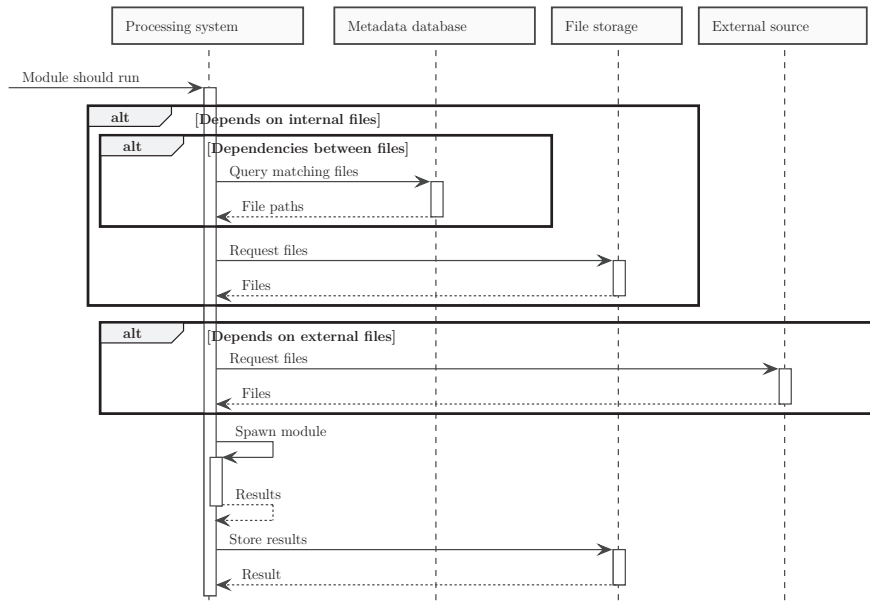 Processing system
Metadata database
File storage
External source
Module should run
alt [Depends on internal files]
alt [Dependencies between files]
Query matching files
File paths
Request files
Files
alt [Depends on external files]
Request files
Files
Spawn module
Results
Store results
Result